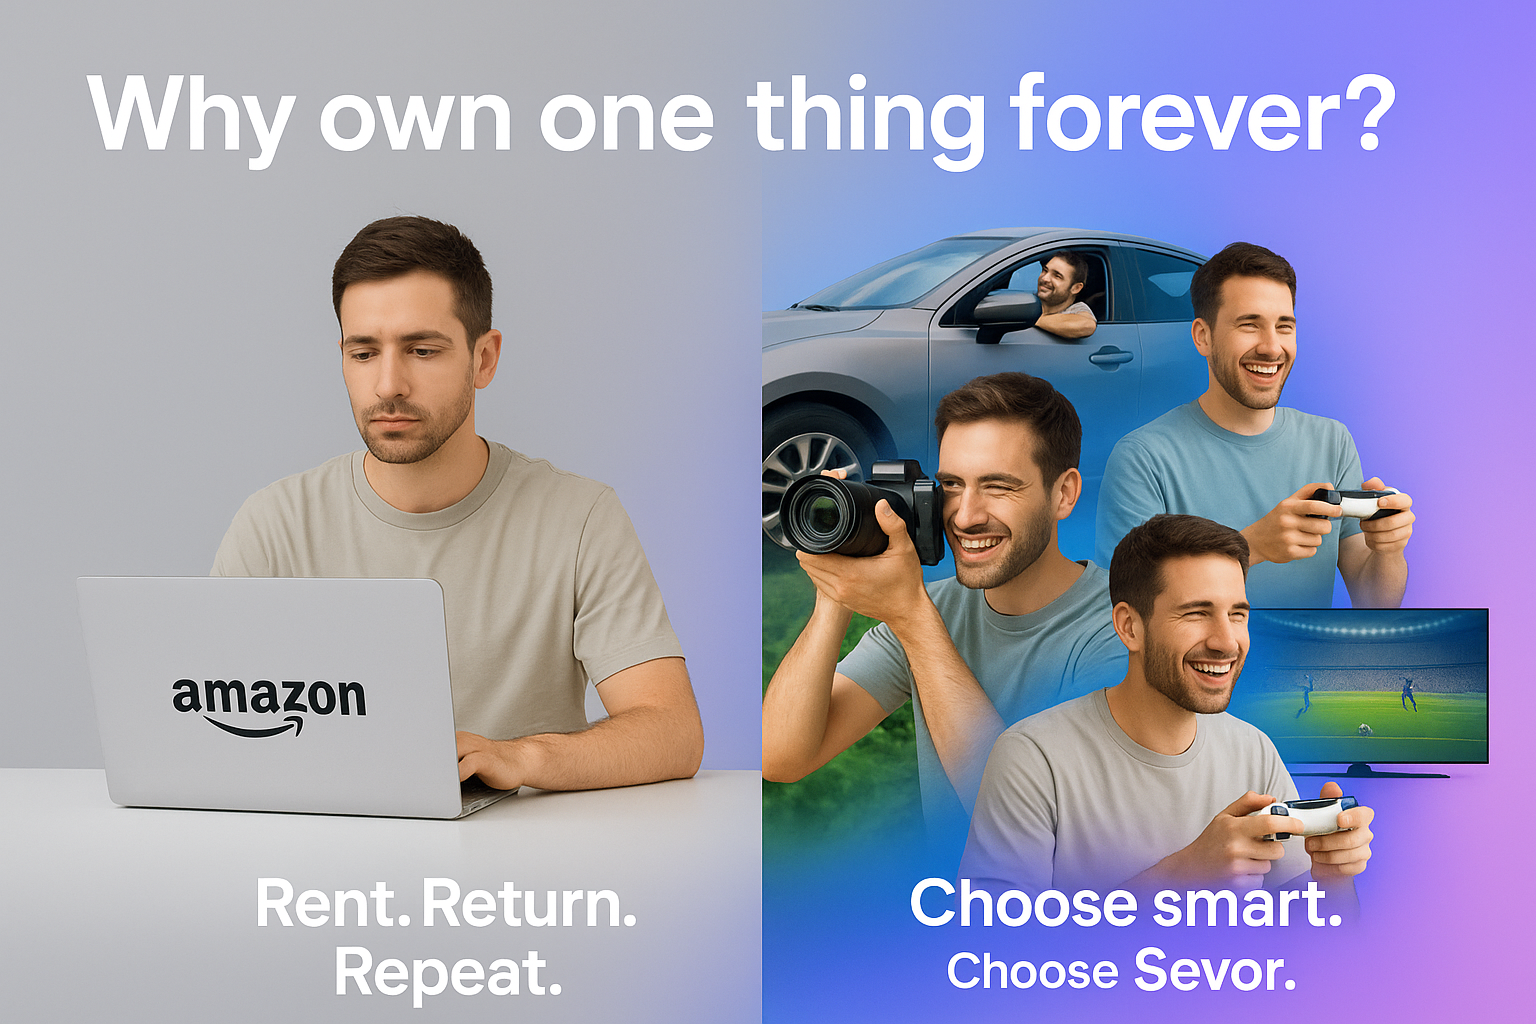 Why own one thing forever?
amazon
Rent. Return.
Repeat.
Choose smart.
Choose Sevor.